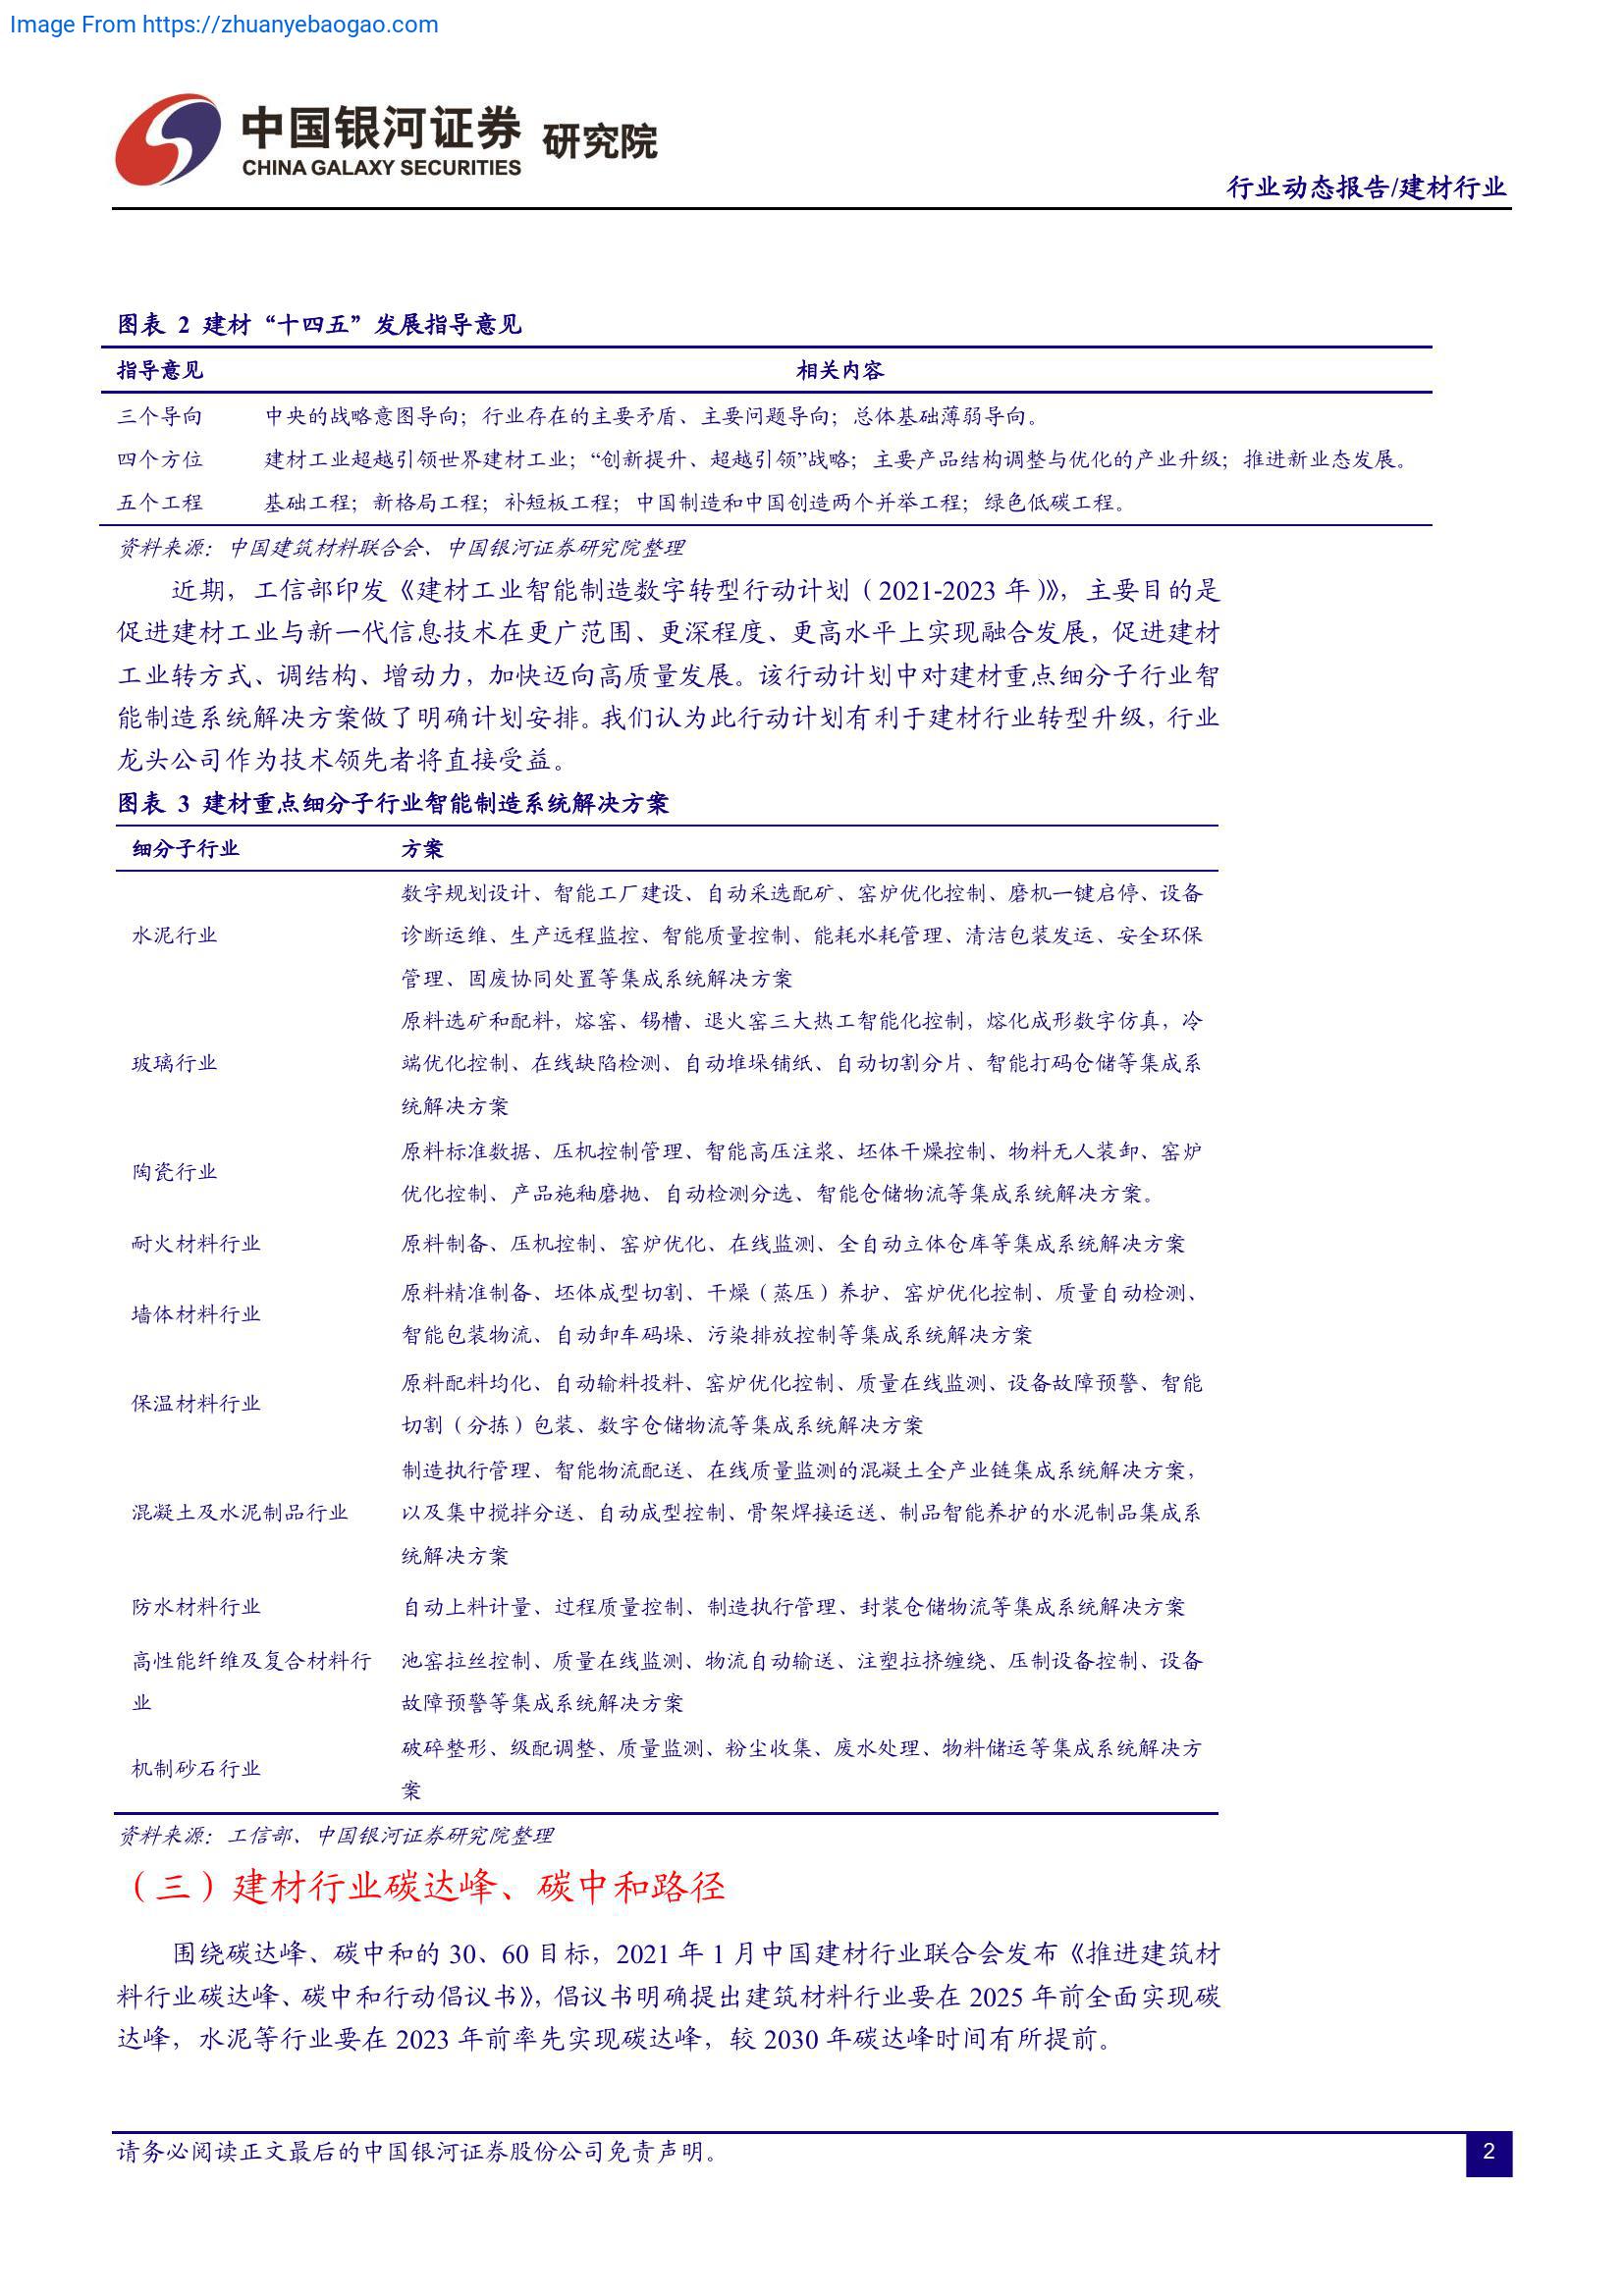 Image From https://zhuanyebaogao.com
中国银河证券 研究院
CHINA GALAXY SECURITIES
行业动态报告/建材行业
图表 2 建材“十四五”发展指导意见
指导意见 相关内容
三个导向 中央的战略意图导向；行业存在的主要矛盾、主要问题导向；总体基础薄弱导向。
四个方位 建材工业超越引领世界建材工业；“创新提升、超越引领”战略；主要产品结构调整与优化的产业升级；推进新业态发展。
五个工程 基础工程；新格局工程；补短板工程；中国制造和中国创造两个并举工程；绿色低碳工程。
资料来源：中国建筑材料联合会、中国银河证券研究院整理
近期，工信部印发《建材工业智能制造数字转型行动计划（2021-2023 年）》，主要目的是
促进建材工业与新一代信息技术在更广范围、更深程度、更高水平上实现融合发展，促进建材
工业转方式、调结构、增动力，加快迈向高质量发展。该行动计划中对建材重点细分子行业智
能制造系统解决方案做了明确计划安排。我们认为此行动计划有利于建材行业转型升级，行业
龙头公司作为技术领先者将直接受益。
图表 3 建材重点细分子行业智能制造系统解决方案
细分子行业 方案
数字规划设计、智能工厂建设、自动采选配矿、窑炉优化控制、磨机一键启停、设备
水泥行业 诊断运维、生产远程监控、智能质量控制、能耗水耗管理、清洁包装发运、安全环保
管理、固废协同处置等集成系统解决方案
原料选矿和配料，熔窑、锡槽、退火窑三大热工智能化控制，熔化成形数字仿真，冷
玻璃行业 端优化控制、在线缺陷检测、自动堆垛铺纸、自动切割分片、智能打码仓储等集成系
统解决方案
陶瓷行业 原料标准数据、压机控制管理、智能高压注浆、坯体干燥控制、物料无人装卸、窑炉
优化控制、产品施釉磨抛、自动检测分选、智能仓储物流等集成系统解决方案。
耐火材料行业 原料制备、压机控制、窑炉优化、在线监测、全自动立体仓库等集成系统解决方案
墙体材料行业 原料精准制备、坯体成型切割、干燥（蒸压）养护、窑炉优化控制、质量自动检测、
智能包装物流、自动卸车码垛、污染排放控制等集成系统解决方案
保温材料行业 原料配料均化、自动输料投料、窑炉优化控制、质量在线监测、设备故障预警、智能
切割（分拣）包装、数字仓储物流等集成系统解决方案
制造执行管理、智能物流配送、在线质量监测的混凝土全产业链集成系统解决方案，
混凝土及水泥制品行业 以及集中搅拌分送、自动成型控制、骨架焊接运送、制品智能养护的水泥制品集成系
统解决方案
防水材料行业 自动上料计量、过程质量控制、制造执行管理、封装仓储物流等集成系统解决方案
高性能纤维及复合材料行 池窑拉丝控制、质量在线监测、物流自动输送、注塑拉挤缠绕、压制设备控制、设备
业 故障预警等集成系统解决方案
机制砂石行业 破碎整形、级配调整、质量监测、粉尘收集、废水处理、物料储运等集成系统解决方
案
资料来源：工信部、中国银河证券研究院整理
（三）建材行业碳达峰、碳中和路径
围绕碳达峰、碳中和的 30、60 目标，2021 年 1 月中国建材行业联合会发布《推进建筑材
料行业碳达峰、碳中和行动倡议书》，倡议书明确提出建筑材料行业要在 2025 年前全面实现碳
达峰，水泥等行业要在 2023 年前率先实现碳达峰，较 2030 年碳达峰时间有所提前。
请务必阅读正文最后的中国银河证券股份公司免责声明。
2